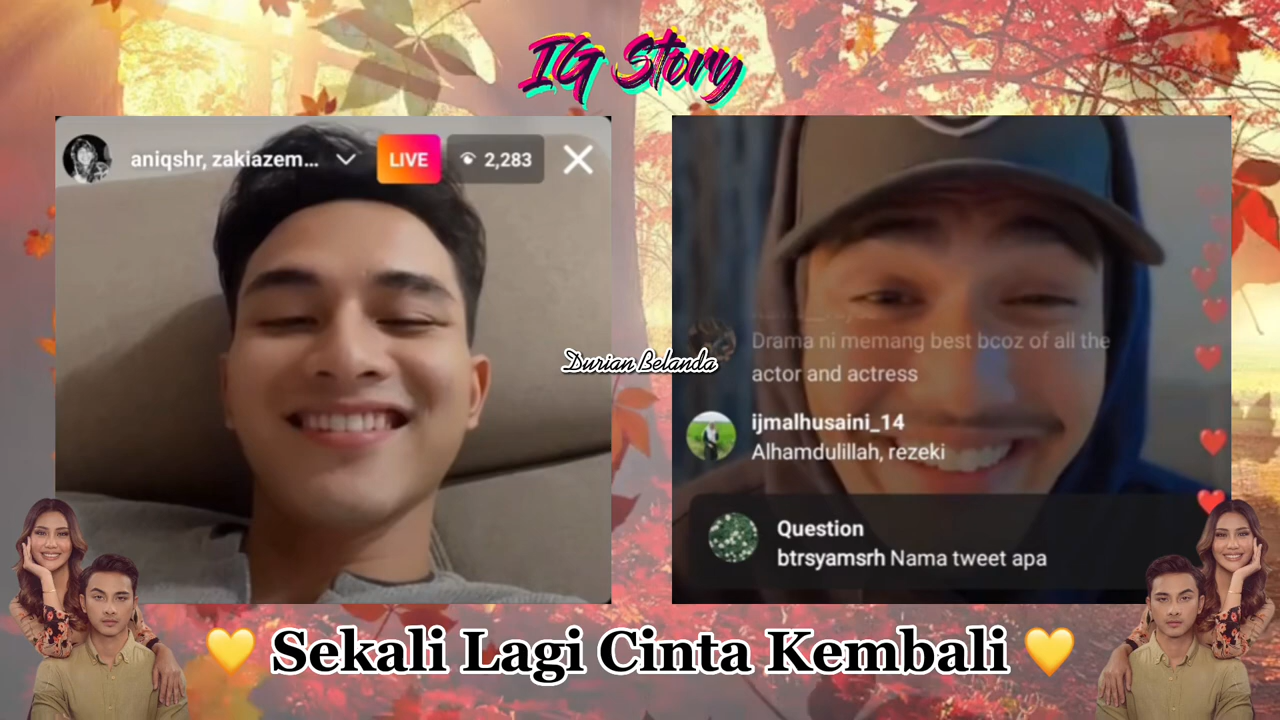 IG Story
aniqshr, zakiazem...
LIVE
2,283
Drama ni memang best bcoz of all the
actor and actress
Durian Belanda
ijmalhusaini_14
Alhamdulillah, rezeki
Question
btrsyamsrh Nama tweet apa
💛 Sekali Lagi Cinta Kembali 💛